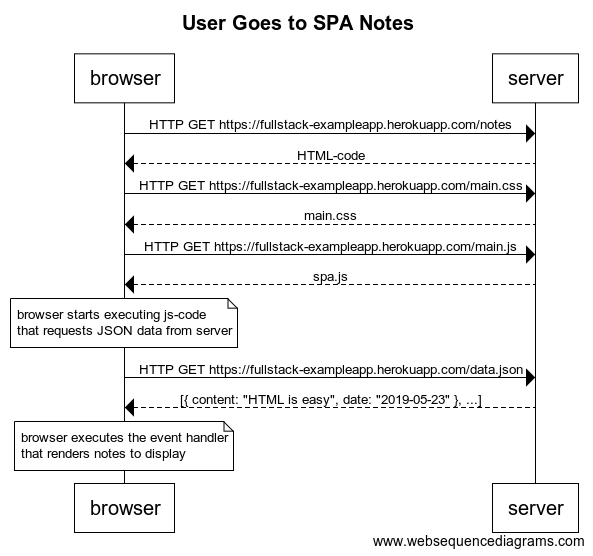 User Goes to SPA Notes
browser
server
HTTP GET https://fullstack-exampleapp.herokuapp.com/notes
HTML-code
HTTP GET https://fullstack-exampleapp.herokuapp.com/main.css
main.css
HTTP GET https://fullstack-exampleapp.herokuapp.com/main.js
spa.js
browser starts executing js-code
that requests JSON data from server
HTTP GET https://fullstack-exampleapp.herokuapp.com/data.json
[{ content: "HTML is easy", date: "2019-05-23" }, ...]
browser executes the event handler
that renders notes to display
browser
server
www.websequencediagrams.com